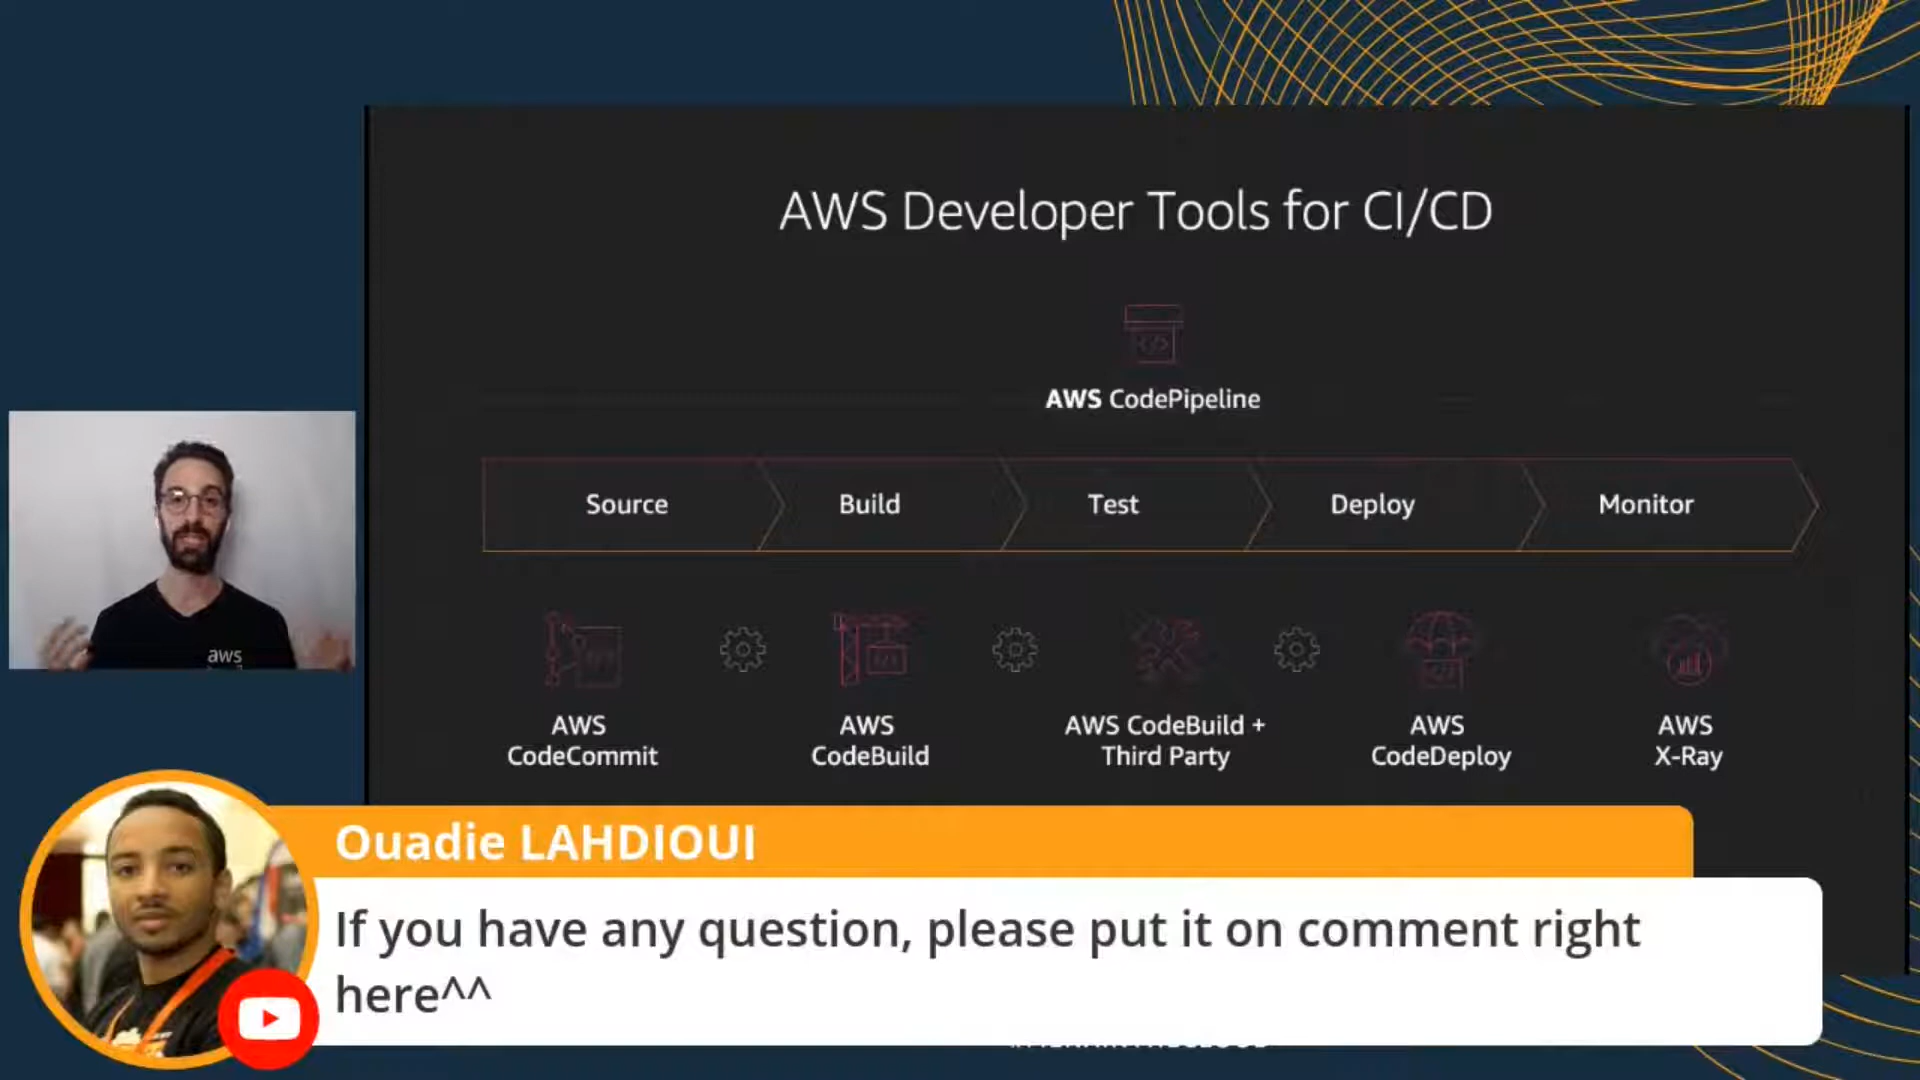 AWS Developer Tools for CI/CD
AWS CodePipeline
Source Build Test Deploy Monitor
AWS
CodeCommit
AWS
CodeBuild
AWS CodeBuild +
Third Party
AWS
CodeDeploy
AWS
X-Ray
aws
Ouadie LAHDIOUI
If you have any question, please put it on comment right
here^^